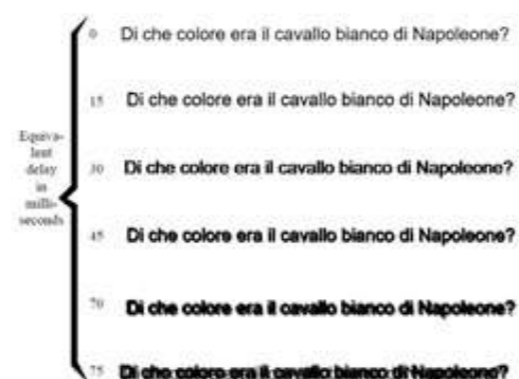 0 Di che colore era il cavallo bianco di Napoleone?
15 Di che colore era il cavallo bianco di Napoleone?
Equiva-
lent
delay
in
milli-
seconds
30 Di che colore era il cavallo bianco di Napoleone?
45 Di che colore era il cavallo bianco di Napoleone?
70 Di che colore era il cavallo bianco di Napoleone?
75 Di che colore era il cavallo bianco di Napoleone?